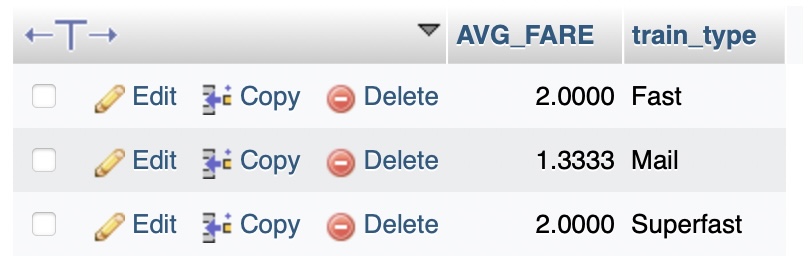 ←T→ AVG_FARE train_type
Edit Copy Delete 2.0000 Fast
Edit Copy Delete 1.3333 Mail
Edit Copy Delete 2.0000 Superfast